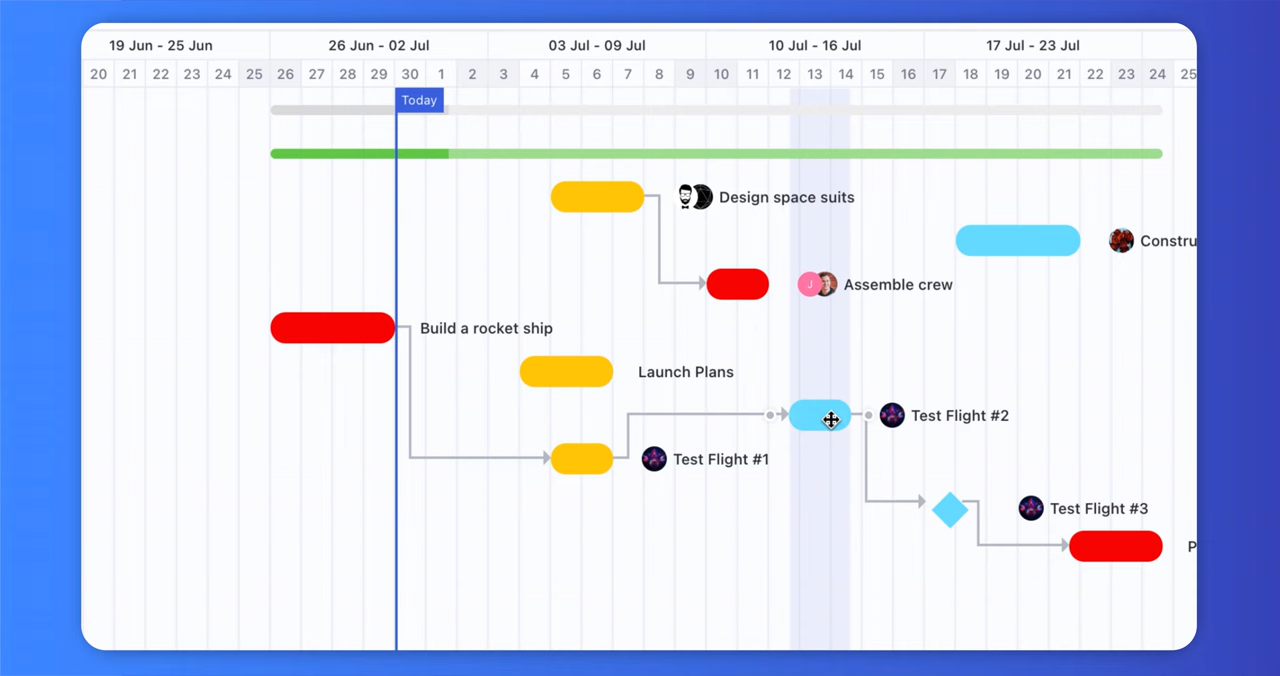 19 Jun - 25 Jun 26 Jun - 02 Jul 03 Jul - 09 Jul 10 Jul - 16 Jul 17 Jul - 23 Jul
20 21 22 23 24 25 26 27 28 29 30 1 2 3 4 5 6 7 8 9 10 11 12 13 14 15 16 17 18 19 20 21 22 23 24 25
Today
Design space suits
Constru
J Assemble crew
Build a rocket ship
Launch Plans
Test Flight #2
Test Flight #1
Test Flight #3
P